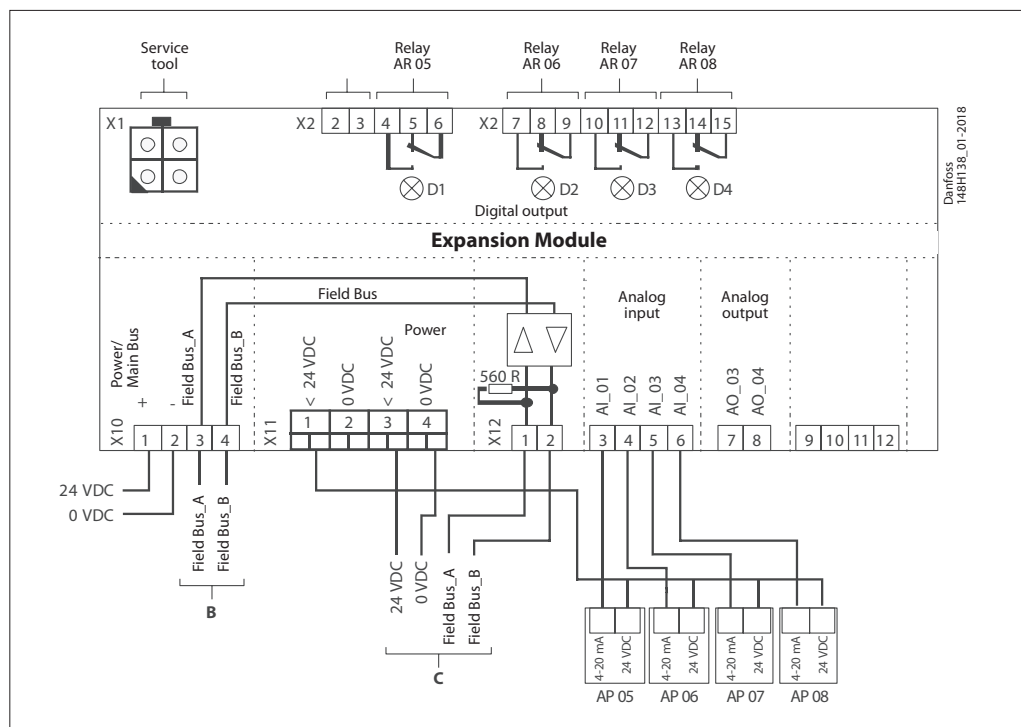 Service
tool
Relay
AR 05
Relay
AR 06
Relay
AR 07
Relay
AR 08
X1
X2 2 3 4 5 6
X2 7 8 9 10 11 12 13 14 15
D1
D2
D3
D4
Digital output
Danfoss
148H138_01-2018
Expansion Module
Field Bus
Power/
Main Bus
+
-
Field Bus_A
Field Bus_B
Power
< 24 VDC
0 VDC
< 24 VDC
0 VDC
560 R
Analog
input
AI_01
AI_02
AI_03
AI_04
Analog
output
AO_03
AO_04
X10 1 2 3 4
X11 1 2 3 4
X12 1 2
3 4 5 6
7 8
9 10 11 12
24 VDC
0 VDC
Field Bus_A
Field Bus_B
B
24 VDC
0 VDC
Field Bus_A
Field Bus_B
C
4-20 mA
24 VDC
4-20 mA
24 VDC
4-20 mA
24 VDC
4-20 mA
24 VDC
AP 05
AP 06
AP 07
AP 08